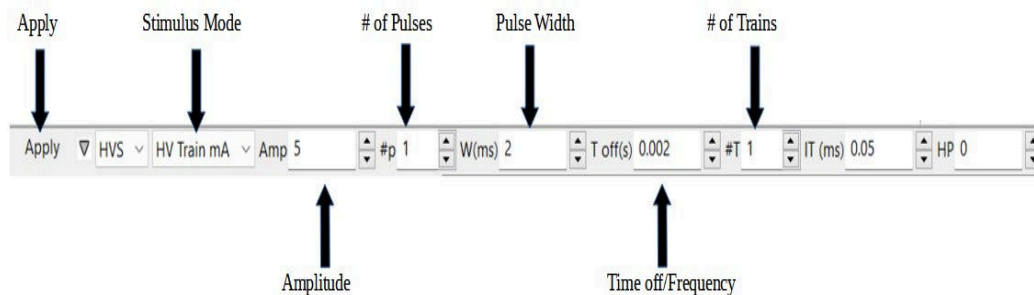 Apply Stimulus Mode # of Pulses Pulse Width # of Trains
Apply HVS HV Train mA Amp 5 #p 1 W(ms) 2 T off(s) 0.002 #T 1 IT (ms) 0.05 HP 0
Amplitude Time off/Frequency